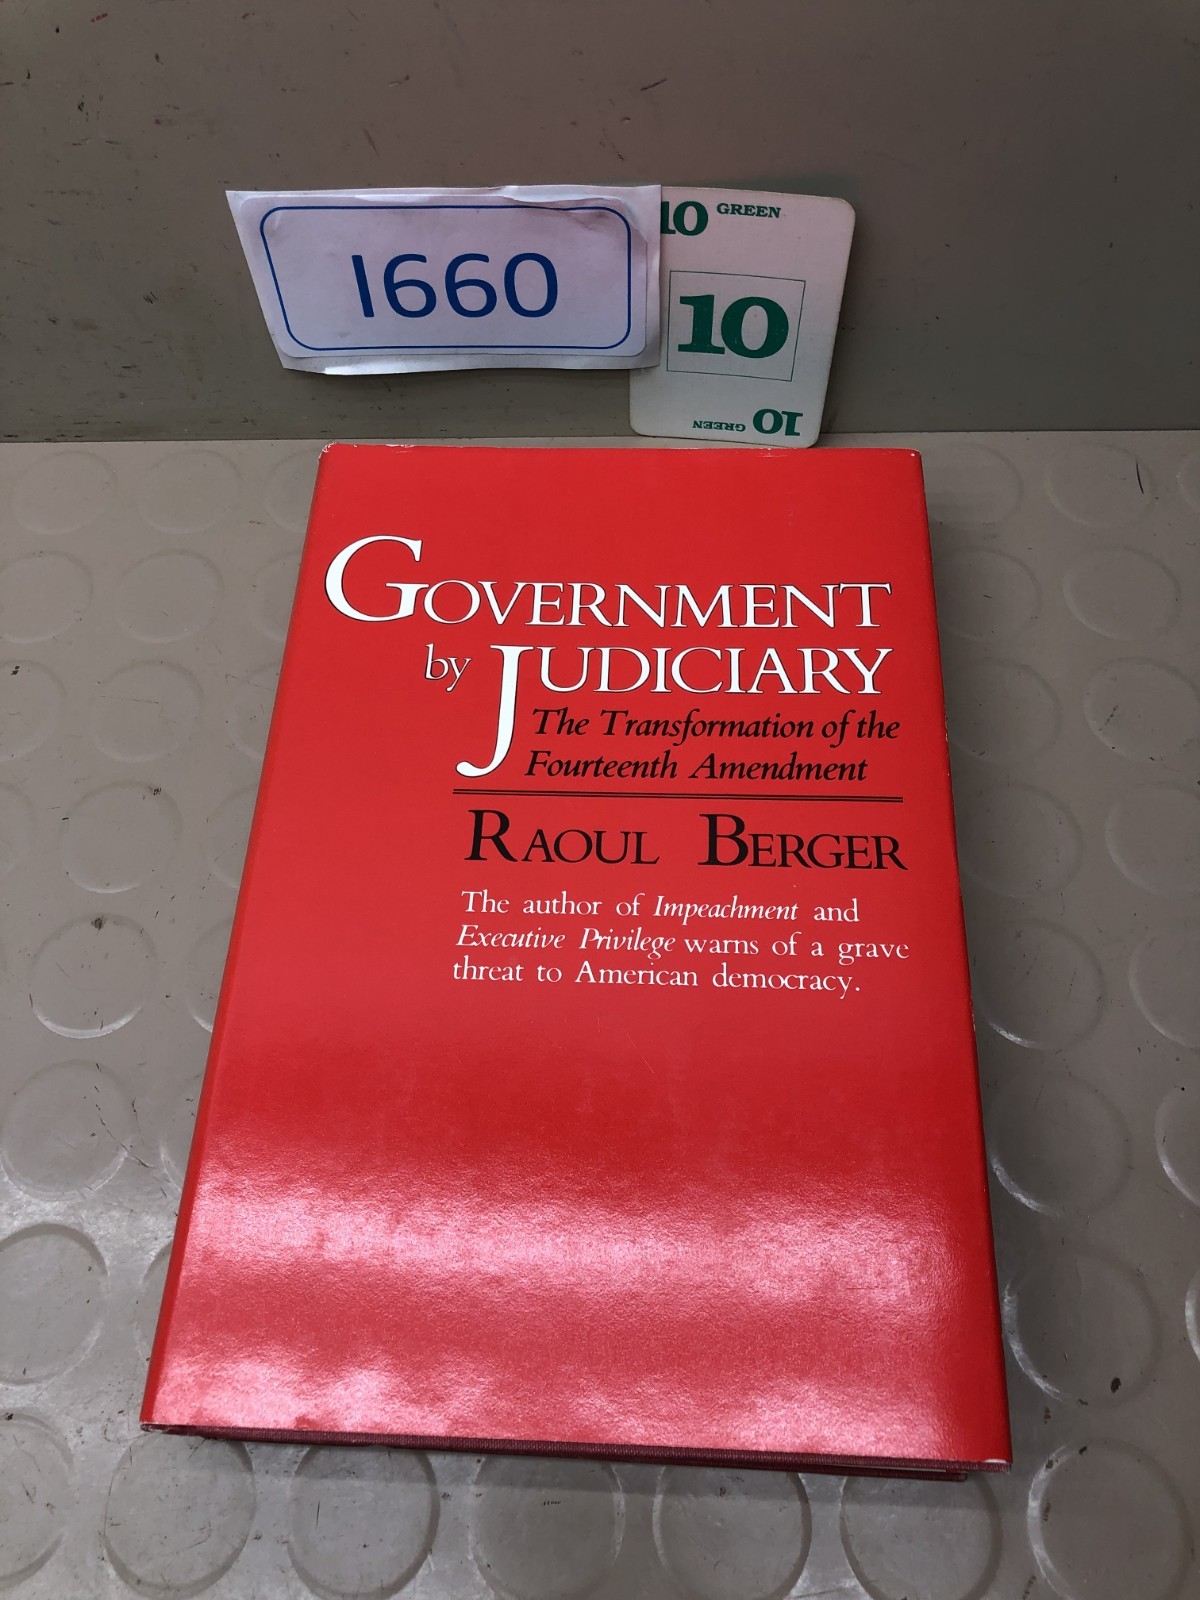 1660
10 GREEN
10
10 GREEN
GOVERNMENT
by JUDICIARY
The Transformation of the
Fourteenth Amendment
RAOUL BERGER
The author of Impeachment and
Executive Privilege warns of a grave
threat to American democracy.